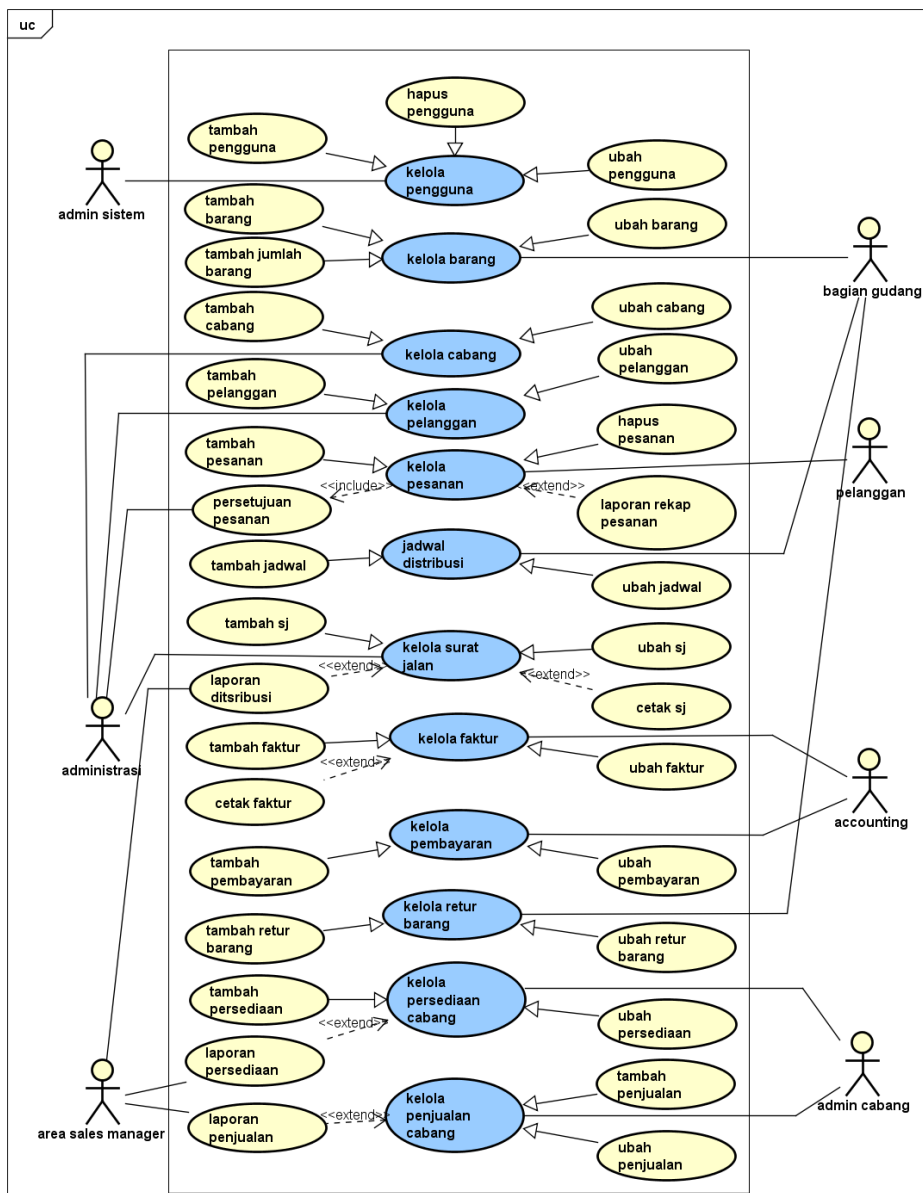 uc
hapus
pengguna
tambah
pengguna
ubah
pengguna
kelola
pengguna
admin sistem
tambah
barang
ubah barang
tambah jumlah
barang
kelola barang
bagian gudang
tambah
cabang
ubah cabang
kelola cabang
ubah
pelanggan
tambah
pelanggan
kelola
pelanggan
hapus
pesanan
tambah
pesanan
kelola
pesanan
pelanggan
<<include>>
<<extend>>
persetujuan
pesanan
laporan rekap
pesanan
jadwal
distribusi
tambah jadwal
ubah jadwal
tambah sj
kelola surat
jalan
ubah sj
<<extend>>
<<extend>>
laporan
ditsribusi
cetak sj
administrasi
kelola faktur
tambah faktur
<<extend>>
ubah faktur
cetak faktur
accounting
kelola
pembayaran
tambah
pembayaran
ubah
pembayaran
kelola retur
barang
tambah retur
barang
ubah retur
barang
tambah
persediaan
kelola
persediaan
cabang
<<extend>>
ubah
persediaan
laporan
persediaan
tambah
penjualan
admin cabang
area sales manager
laporan
penjualan
<<extend>>
kelola
penjualan
cabang
ubah
penjualan